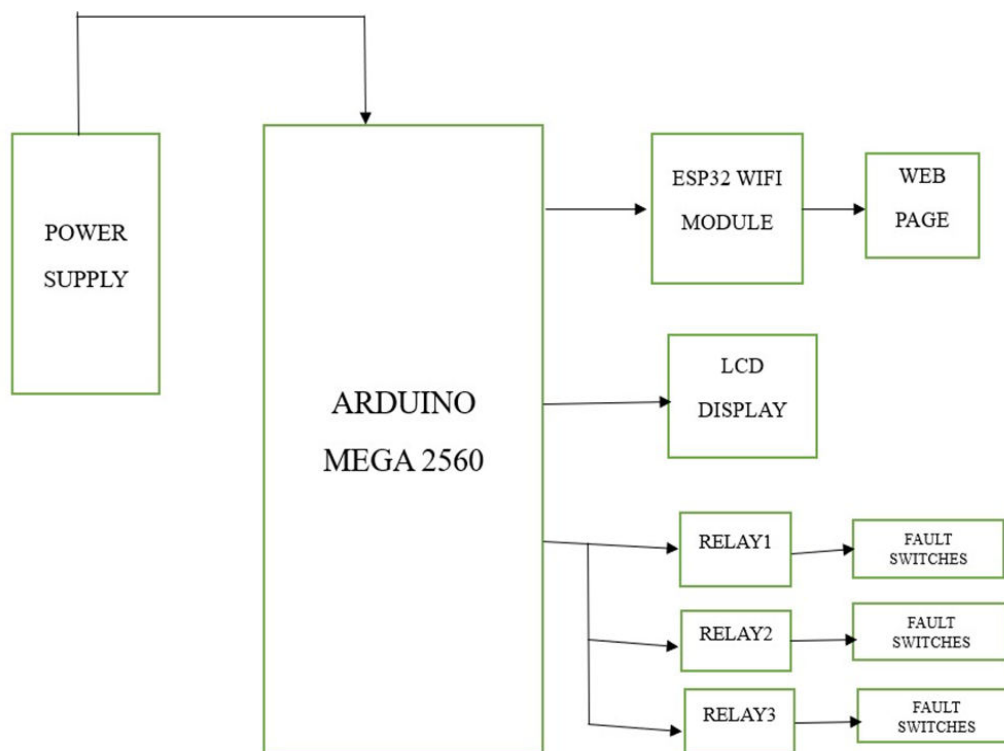 POWER
SUPPLY
ARDUINO
MEGA 2560
ESP32 WIFI
MODULE
WEB
PAGE
LCD
DISPLAY
RELAY1
FAULT
SWITCHES
RELAY2
FAULT
SWITCHES
RELAY3
FAULT
SWITCHES